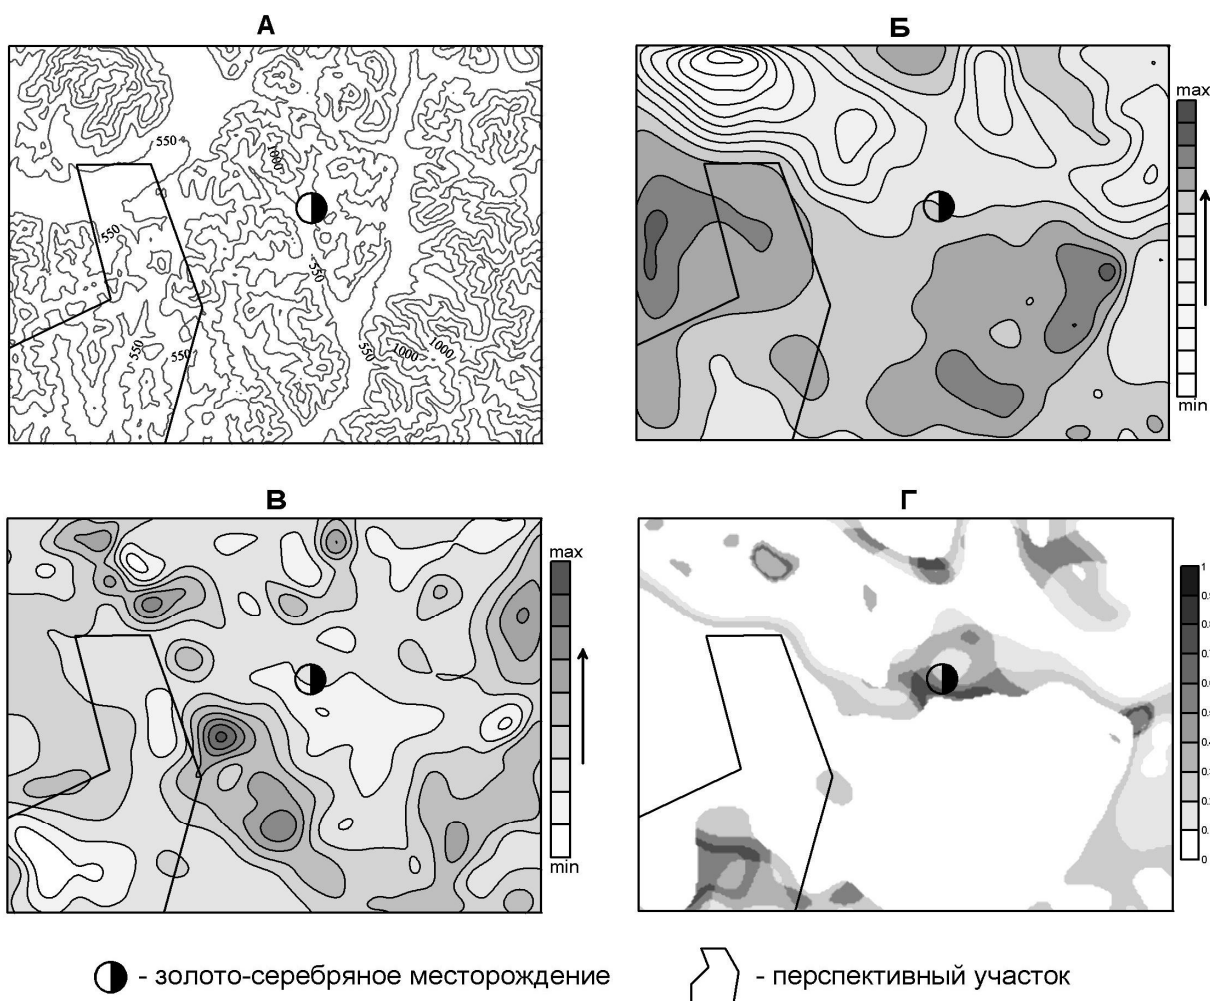 А
Б
550
1000
550
550
550
1000
1000
550
550
max
min
В
Г
max
min
1
0
- золото-серебряное месторождение
- перспективный участок